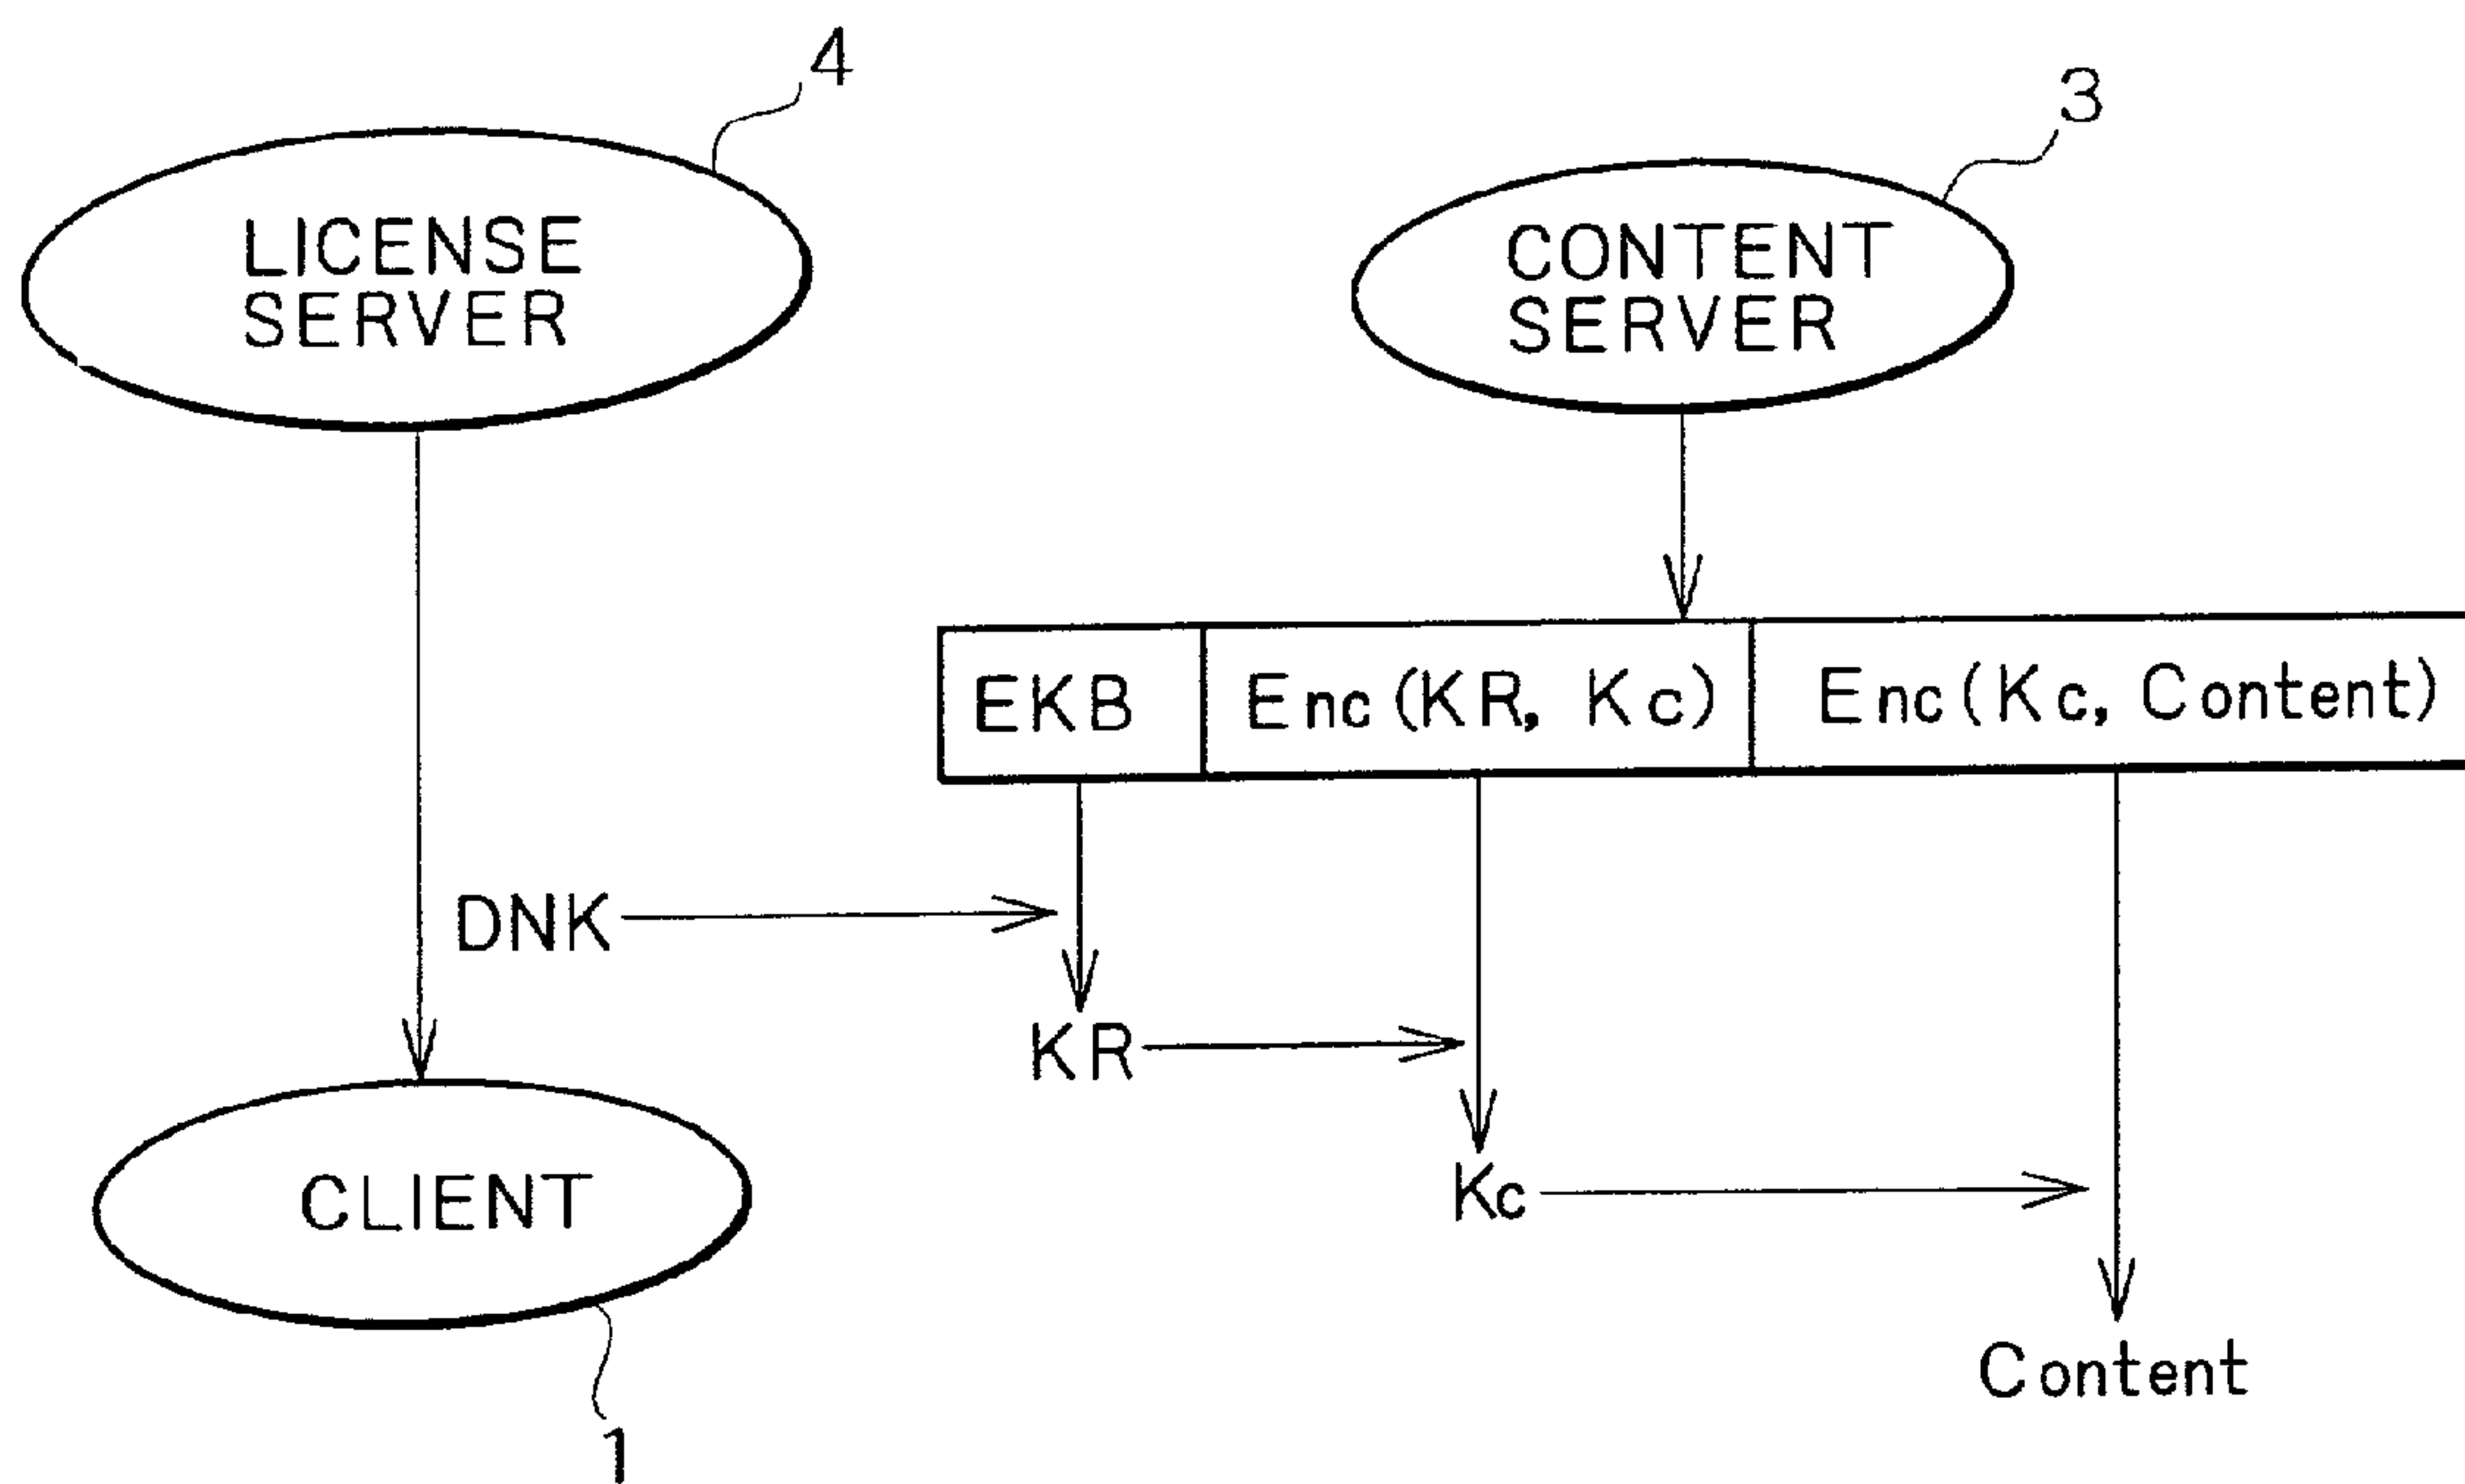 4
3
LICENSE
SERVER
CONTENT
SERVER
EKB
Enc(KR, Kc)
Enc(Kc, Content)
DNK
KR
Kc
CLIENT
Content
1